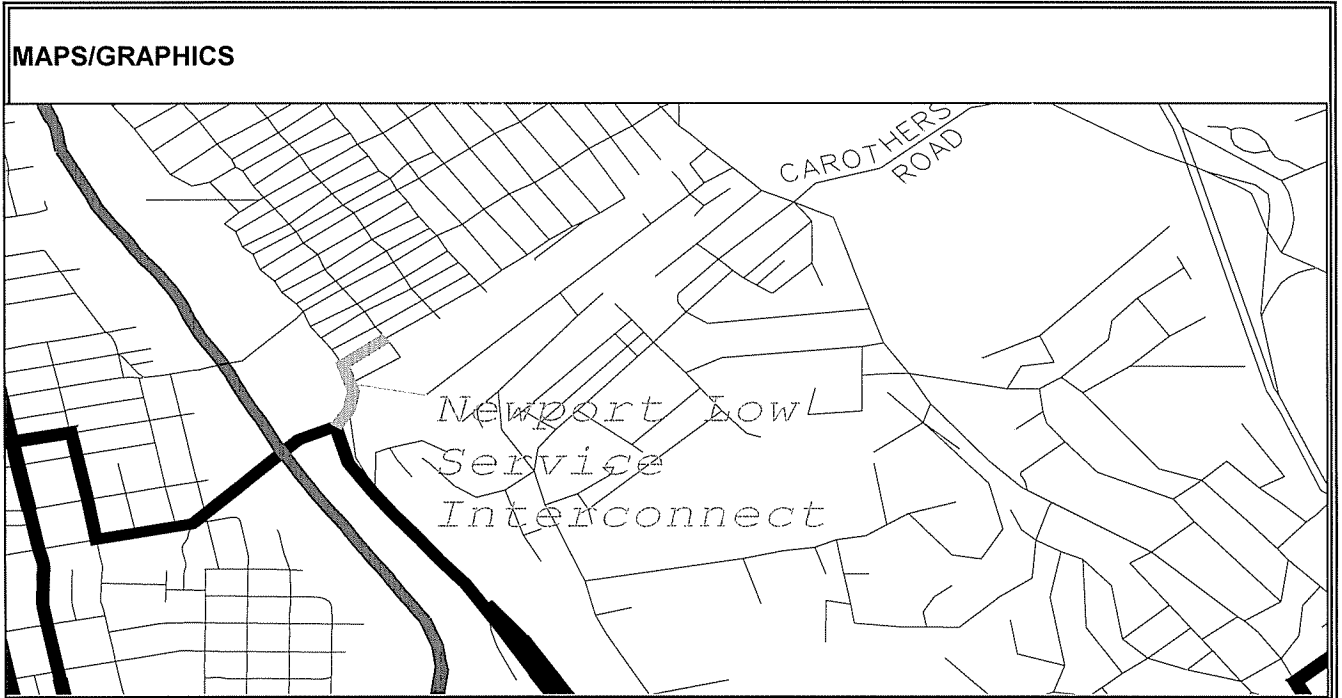 MAPS/GRAPHICS
CAROTHERS
ROAD
Newport Low
Service
Interconnect